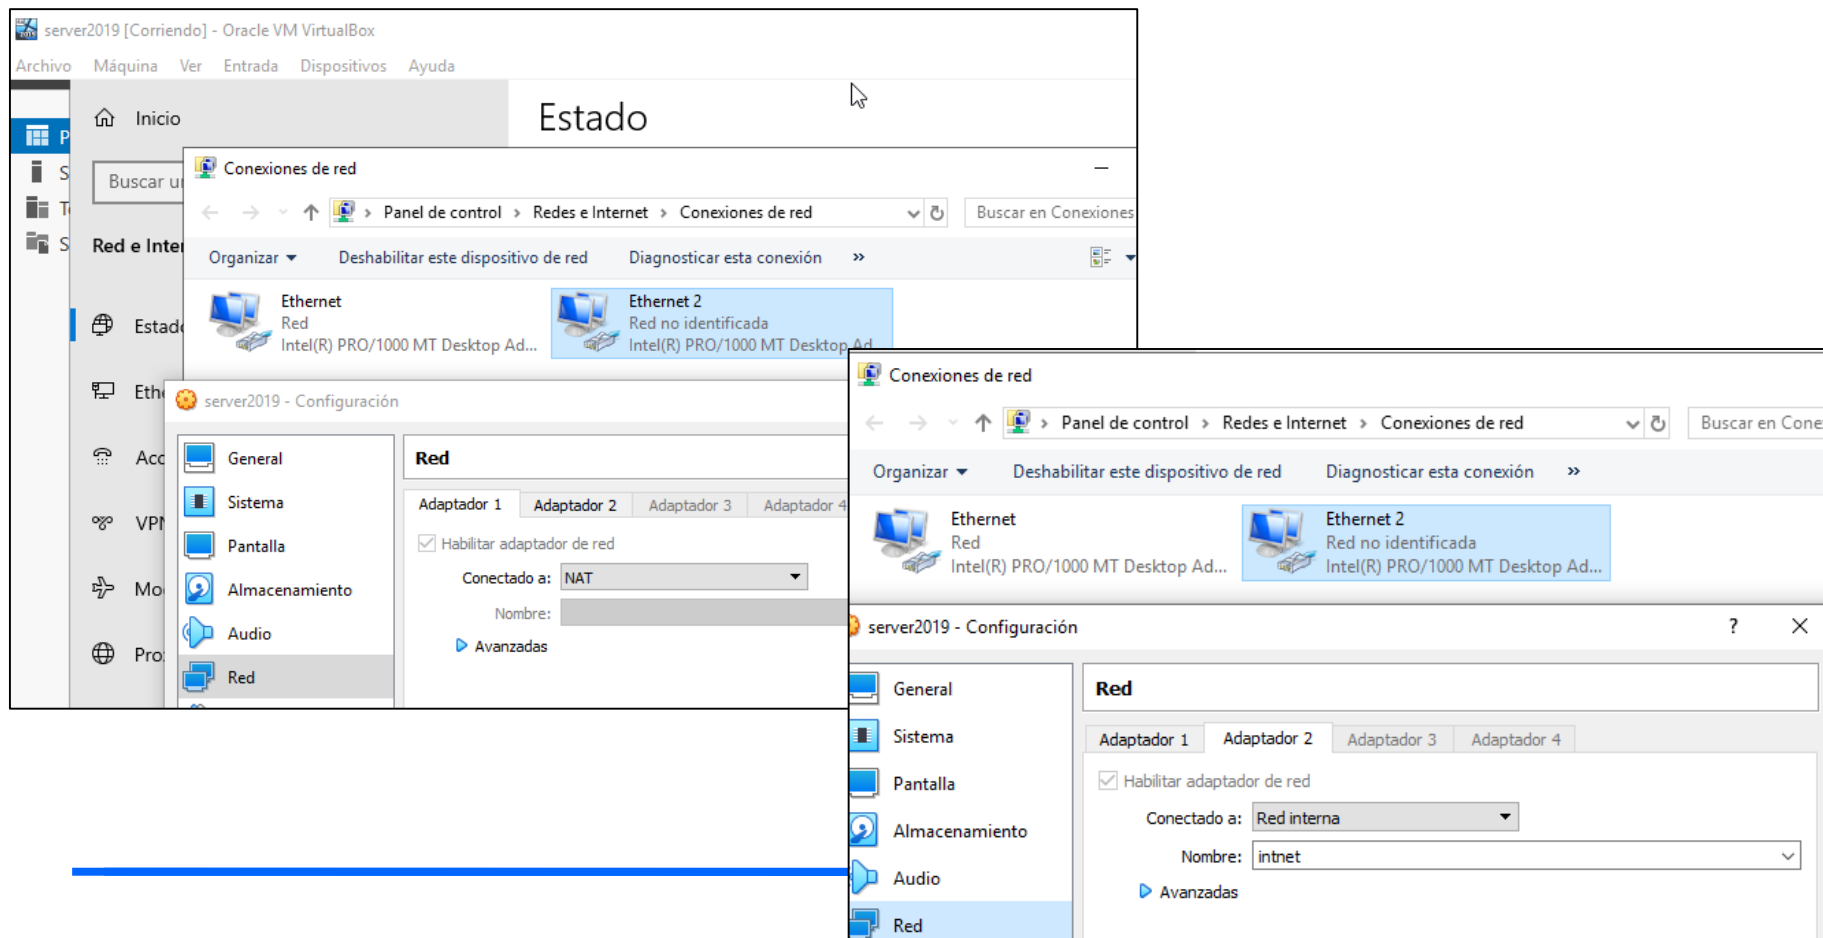 server2019 [Corriendo] - Oracle VM VirtualBox
Archivo Máquina Ver Entrada Dispositivos Ayuda
Inicio
Estado
P
S
Buscar
T
S
Red e Inte
Estado
Ethe
Acc
VPN
Mo
Pro
Conexiones de red
Panel de control > Redes e Internet > Conexiones de red
Buscar en Conexiones
Organizar Deshabilitar este dispositivo de red Diagnosticar esta conexión »
Ethernet
Red
Intel(R) PRO/1000 MT Desktop Ad...
Ethernet 2
Red no identificada
Intel(R) PRO/1000 MT Desktop Ad...
server2019 - Configuración
General
Sistema
Pantalla
Almacenamiento
Audio
Red
Red
Adaptador 1 Adaptador 2 Adaptador 3 Adaptador 4
Habilitar adaptador de red
Conectado a: NAT
Nombre:
Avanzadas
Conexiones de red
Panel de control > Redes e Internet > Conexiones de red
Buscar en Cone
Organizar Deshabilitar este dispositivo de red Diagnosticar esta conexión »
Ethernet
Red
Intel(R) PRO/1000 MT Desktop Ad...
Ethernet 2
Red no identificada
Intel(R) PRO/1000 MT Desktop Ad...
server2019 - Configuración ?
General
Sistema
Pantalla
Almacenamiento
Audio
Red
Red
Adaptador 1 Adaptador 2 Adaptador 3 Adaptador 4
Habilitar adaptador de red
Conectado a: Red interna
Nombre: intnet
Avanzadas